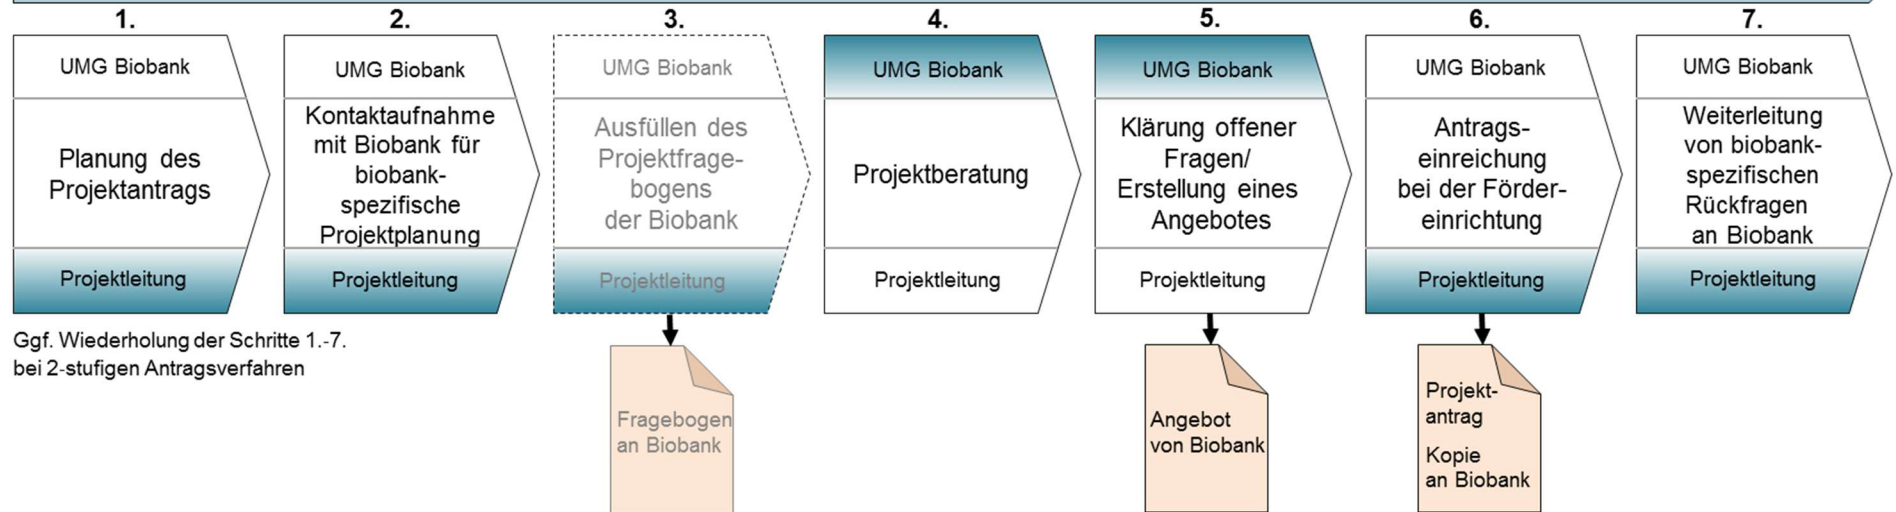 1.
UMG Biobank
Planung des
Projektantrags
Projektleitung
2.
UMG Biobank
Kontaktaufnahme
mit Biobank für
biobank-
spezifische
Projektplanung
Projektleitung
3.
UMG Biobank
Ausfüllen des
Projektfrage-
bogens
der Biobank
Projektleitung
Fragebogen
an Biobank
4.
UMG Biobank
Projektberatung
Projektleitung
5.
UMG Biobank
Klärung offener
Fragen/
Erstellung eines
Angebotes
Projektleitung
Angebot
von Biobank
6.
UMG Biobank
Antrags-
einreichung
bei der Förder-
einrichtung
Projektleitung
Projekt-
antrag
Kopie
an Biobank
7.
UMG Biobank
Weiterleitung
von biobank-
spezifischen
Rückfragen
an Biobank
Projektleitung
Ggf. Wiederholung der Schritte 1.-7.
bei 2-stufigen Antragsverfahren